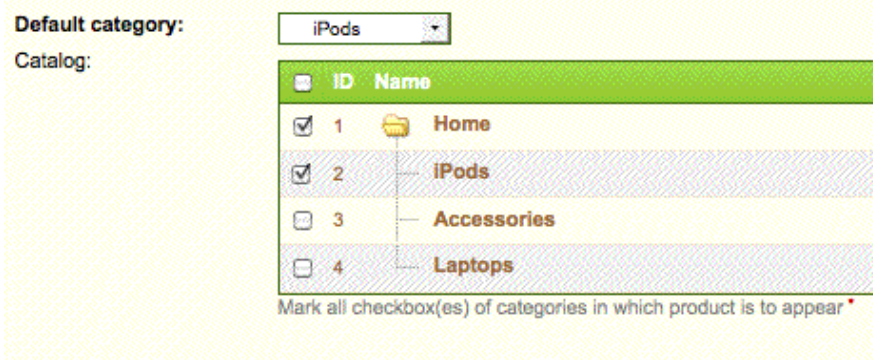 Default category:
iPods
Catalog:
ID Name
1 Home
2 iPods
3 Accessories
4 Laptops
Mark all checkbox(es) of categories in which product is to appear *